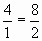 4/1 = 8/2